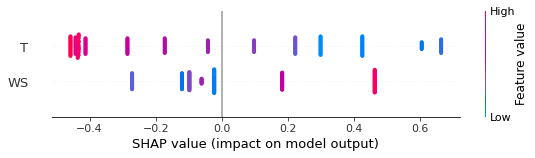 High
T
WS
Feature value
Low
−0.4 −0.2 0.0 0.2 0.4 0.6
SHAP value (impact on model output)